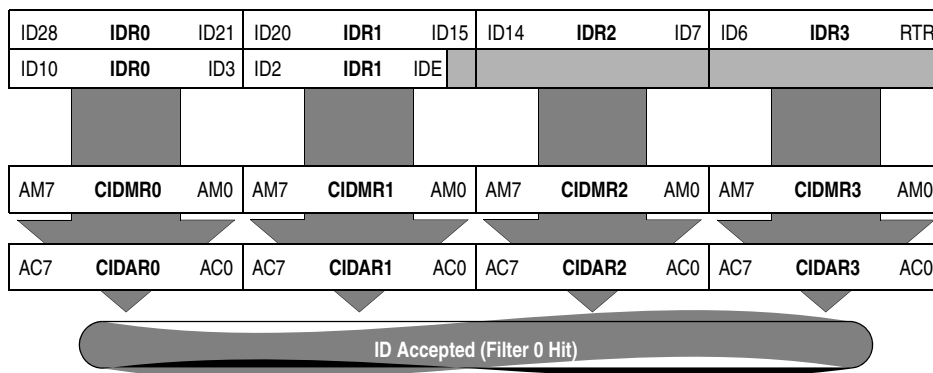 ID28 IDR0 ID21 ID20 IDR1 ID15 ID14 IDR2 ID7 ID6 IDR3 RTR
ID10 IDR0 ID3 ID2 IDR1 IDE
AM7 CIDMR0 AM0 AM7 CIDMR1 AM0 AM7 CIDMR2 AM0 AM7 CIDMR3 AM0
AC7 CIDAR0 AC0 AC7 CIDAR1 AC0 AC7 CIDAR2 AC0 AC7 CIDAR3 AC0
ID Accepted (Filter 0 Hit)